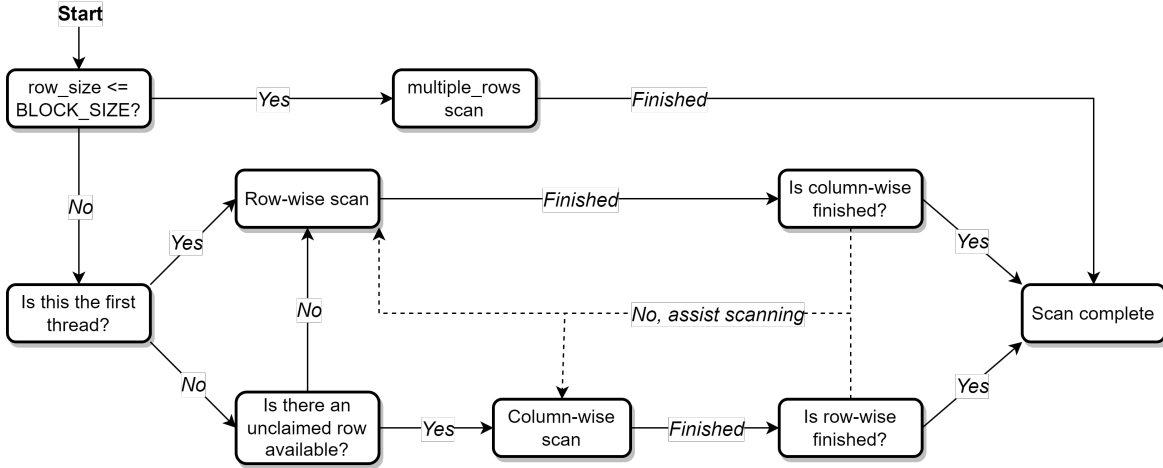 Start
row_size <=
BLOCK_SIZE?
Yes
multiple_rows
scan
Finished
No
Row-wise scan
Finished
Is column-wise
finished?
Yes
Yes
Is this the first
thread?
No
No, assist scanning
Scan complete
No
Is there an
unclaimed row
available?
Yes
Column-wise
scan
Finished
Is row-wise
finished?
Yes